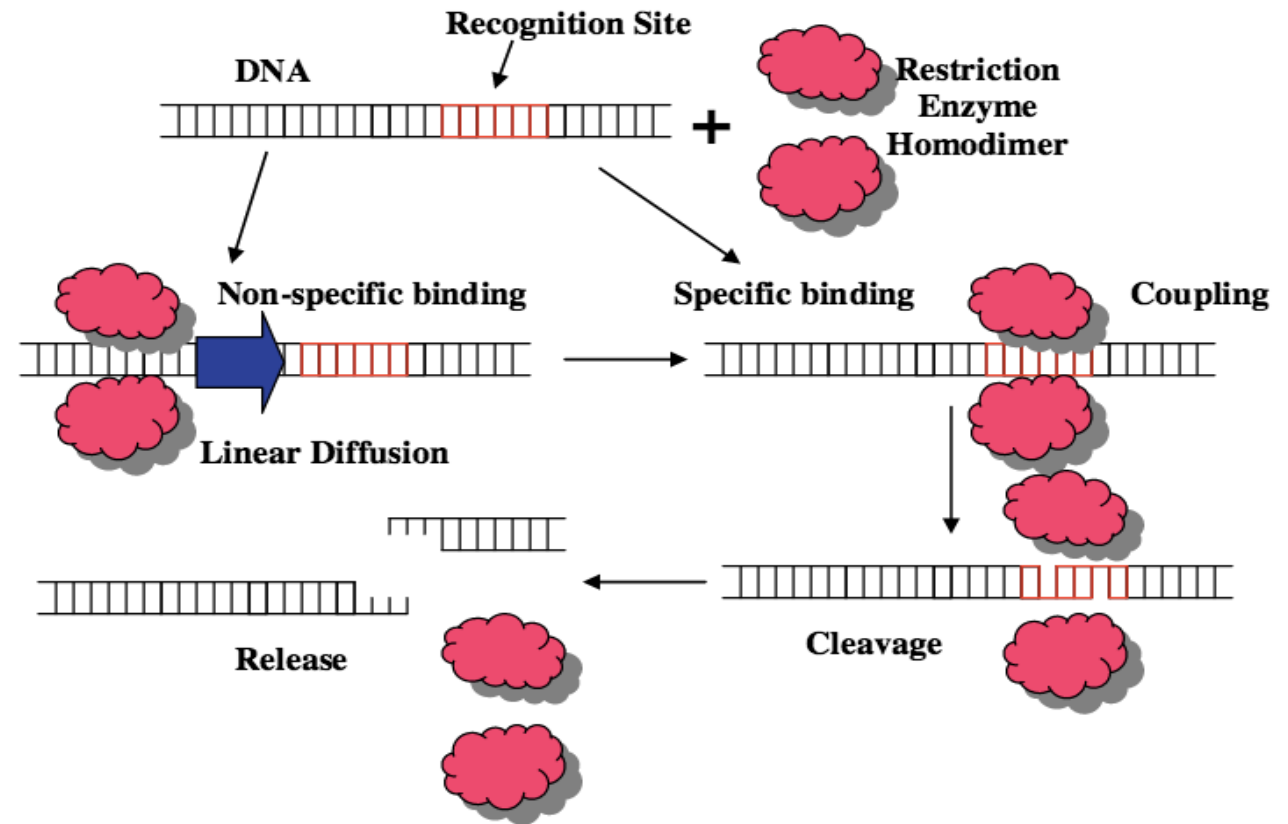 Recognition Site
DNA
Restriction
Enzyme
Homodimer
+
Non-specific binding
Specific binding
Coupling
Linear Diffusion
Cleavage
Release